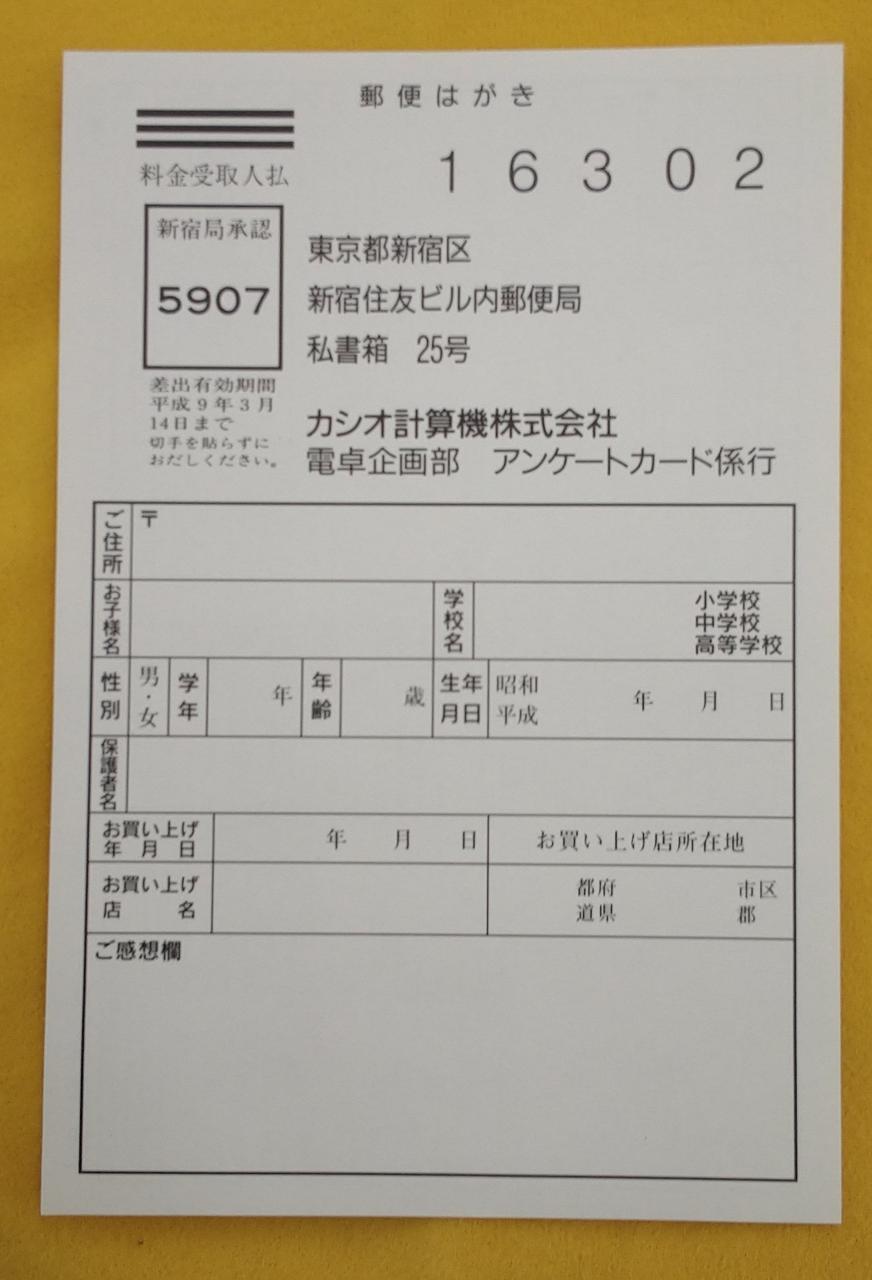 郵便はがき
料金受取人払
16302
新宿局承認
5907
差出有効期間
平成9年3月
14日まで
切手を貼らずに
おだしください。
東京都新宿区
新宿住友ビル内郵便局
私書箱 25号
カシオ計算機株式会社
電卓企画部 アンケートカード係行
ご住所
〒
お子様名
学校名
小学校
中学校
高等学校
性別
男・女
学年
年
年齢
歳
生年
月日
昭和
平成
年 月 日
保護者名
お買い上げ
年 月 日
年 月 日
お買い上げ店所在地
お買い上げ
店 名
都府
道県
市区
郡
ご感想欄